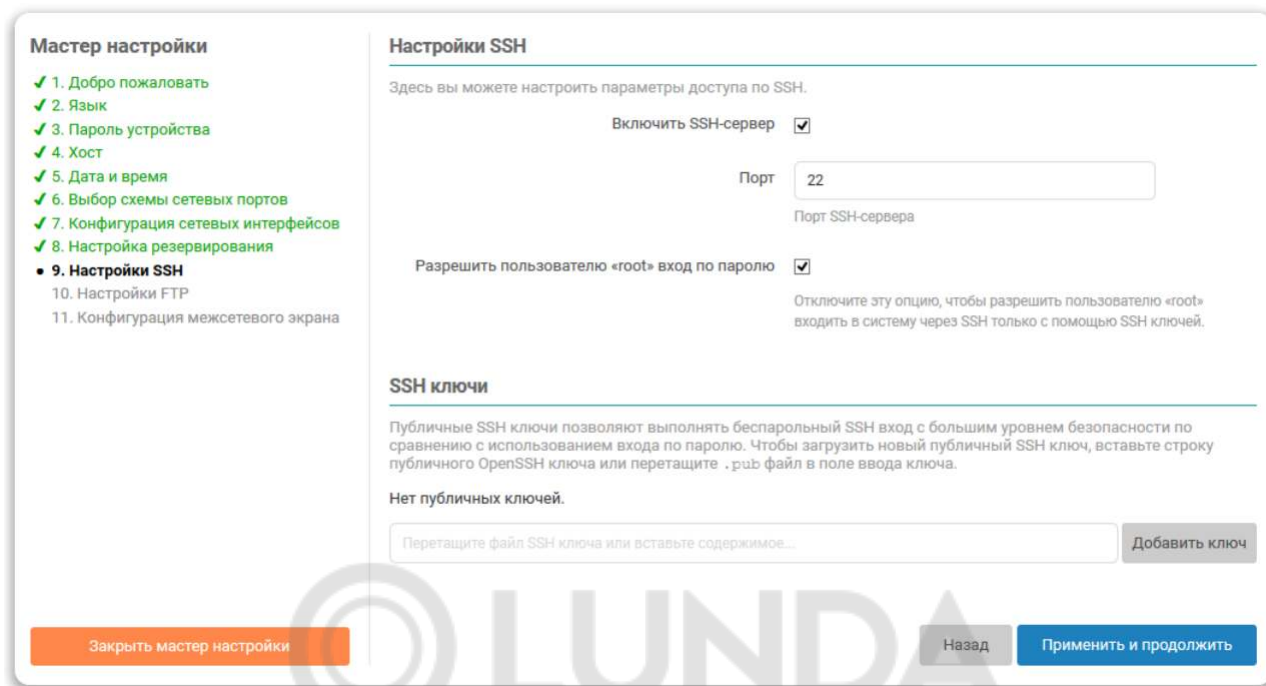 Мастер настройки
✔ 1. Добро пожаловать
✔ 2. Язык
✔ 3. Пароль устройства
✔ 4. Хост
✔ 5. Дата и время
✔ 6. Выбор схемы сетевых портов
✔ 7. Конфигурация сетевых интерфейсов
✔ 8. Настройка резервирования
• 9. Настройки SSH
10. Настройки FTP
11. Конфигурация межсетевого экрана
Закрыть мастер настройки
Настройки SSH
Здесь вы можете настроить параметры доступа по SSH.
Включить SSH-сервер
Порт 22
Порт SSH-сервера
Разрешить пользователю «root» вход по паролю
Отключите эту опцию, чтобы разрешить пользователю «root»
входить в систему через SSH только с помощью SSH ключей.
SSH ключи
Публичные SSH ключи позволяют выполнять беспарольный SSH вход с большим уровнем безопасности по
сравнению с использованием входа по паролю. Чтобы загрузить новый публичный SSH ключ, вставьте строку
публичного OpenSSH ключа или перетащите .pub файл в поле ввода ключа.
Нет публичных ключей.
Перетащите файл SSH ключа или вставьте содержимое...
Добавить ключ
Назад
Применить и продолжить
LUNDA